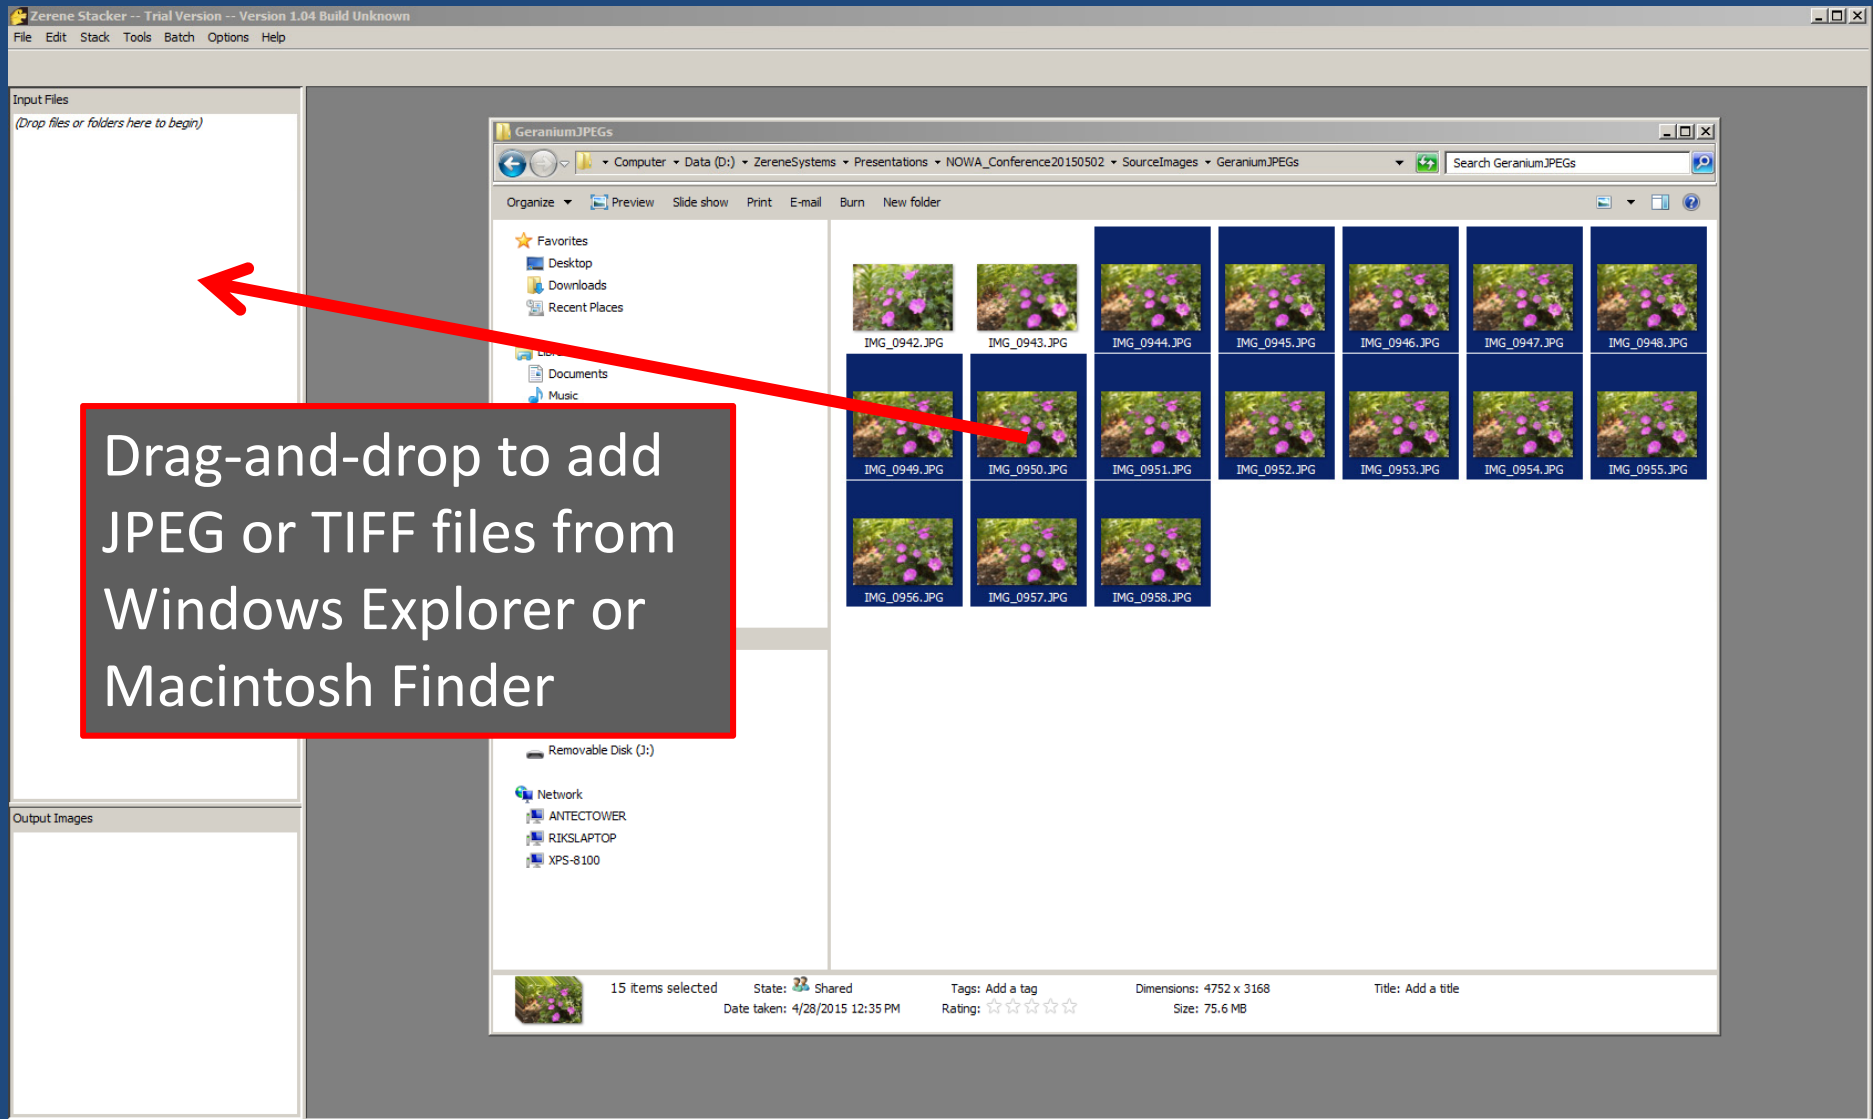 Zerene Stacker -- Trial Version -- Version 1.04 Build Unknown
File Edit Stack Tools Batch Options Help
Input Files
(Drop files or folders here to begin)
GeraniumJPEGs
Computer Data (D:) ZereneSystems Presentations NOWA_Conference20150502 SourceImages GeraniumJPEGs
Search GeraniumJPEGs
Organize Preview Slide show Print E-mail Burn New folder
Favorites
Desktop
Downloads
Recent Places
Documents
Music
IMG_0942.JPG IMG_0943.JPG IMG_0944.JPG IMG_0945.JPG IMG_0946.JPG IMG_0947.JPG IMG_0948.JPG
IMG_0949.JPG IMG_0950.JPG IMG_0951.JPG IMG_0952.JPG IMG_0953.JPG IMG_0954.JPG IMG_0955.JPG
IMG_0956.JPG IMG_0957.JPG IMG_0958.JPG
Drag-and-drop to add
JPEG or TIFF files from
Windows Explorer or
Macintosh Finder
Removable Disk (J:)
Network
ANTECTOWER
RIKSLAPTOP
XPS-8100
Output Images
15 items selected State: Shared Tags: Add a tag Dimensions: 4752 x 3168 Title: Add a title
Date taken: 4/28/2015 12:35 PM Rating: Size: 75.6 MB